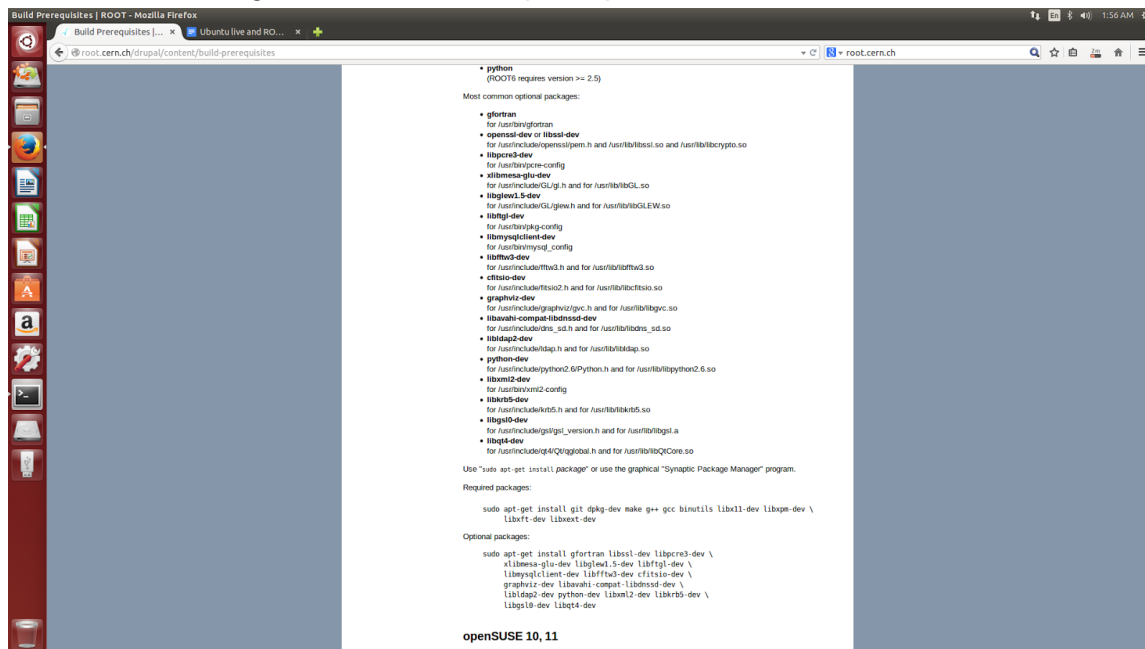 Build Prerequisites | ROOT - Mozilla Firefox
En
1:56 AM
Build Prerequisites |... ×
Ubuntu live and RO... ×
root.cern.ch/drupal/content/build-prerequisites
root.cern.ch
2m
• python
(ROOT6 requires version >= 2.5)
Most common optional packages:
• gfortran
for /usr/bin/gfortran
• openssl-dev or libssl-dev
for /usr/include/openssl/pem.h and /usr/lib/libssl.so and /usr/lib/libcrypto.so
• libpcre3-dev
for /usr/bin/pcre-config
• xlibmesa-glu-dev
for /usr/include/GL/gl.h and for /usr/lib/libGL.so
• libglew1.5-dev
for /usr/include/GL/glew.h and for /usr/lib/libGLEW.so
• libftgl-dev
for /usr/bin/pkg-config
• libmysqlclient-dev
for /usr/bin/mysql_config
• libfftw3-dev
for /usr/include/fftw3.h and for /usr/lib/libfftw3.so
• cfitsio-dev
for /usr/include/fitsio2.h and for /usr/lib/libcfitsio.so
• graphviz-dev
for /usr/include/graphviz/gvc.h and for /usr/lib/libgvc.so
• libavahi-compat-libdnssd-dev
for /usr/include/dns_sd.h and for /usr/lib/libdns_sd.so
• libldap2-dev
for /usr/include/ldap.h and for /usr/lib/libldap.so
• python-dev
for /usr/include/python2.6/Python.h and for /usr/lib/libpython2.6.so
• libxml2-dev
for /usr/bin/xml2-config
• libkrb5-dev
for /usr/include/krb5.h and for /usr/lib/libkrb5.so
• libgsl0-dev
for /usr/include/gsl/gsl_version.h and for /usr/lib/libgsl.a
• libqt4-dev
for /usr/include/qt4/Qt/qglobal.h and for /usr/lib/libQtCore.so
Use "sudo apt-get install package" or use the graphical "Synaptic Package Manager" program.
Required packages:
sudo apt-get install git dpkg-dev make g++ gcc binutils libx11-dev libxpm-dev \
libxft-dev libxext-dev
Optional packages:
sudo apt-get install gfortran libssl-dev libpcre3-dev \
xlibmesa-glu-dev libglew1.5-dev libftgl-dev \
libmysqlclient-dev libfftw3-dev cfitsio-dev \
graphviz-dev libavahi-compat-libdnssd-dev \
libldap2-dev python-dev libxml2-dev libkrb5-dev \
libgsl0-dev libqt4-dev
openSUSE 10, 11